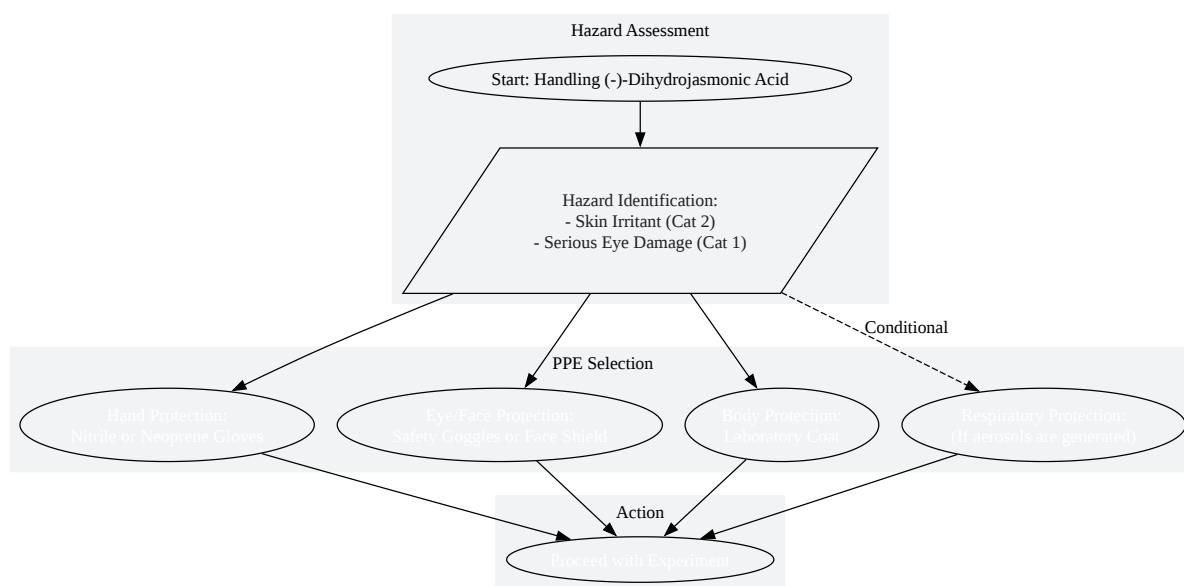 Hazard Assessment
Start: Handling (-)-Dihydrojasmonic Acid
Hazard Identification:
- Skin Irritant (Cat 2)
- Serious Eye Damage (Cat 1)
Conditional
PPE Selection
Hand Protection:
Nitrile or Neoprene Gloves
Eye/Face Protection:
Safety Goggles or Face Shield
Body Protection:
Laboratory Coat
Respiratory Protection:
(If aerosols are generated)
Action
Proceed with Experiment